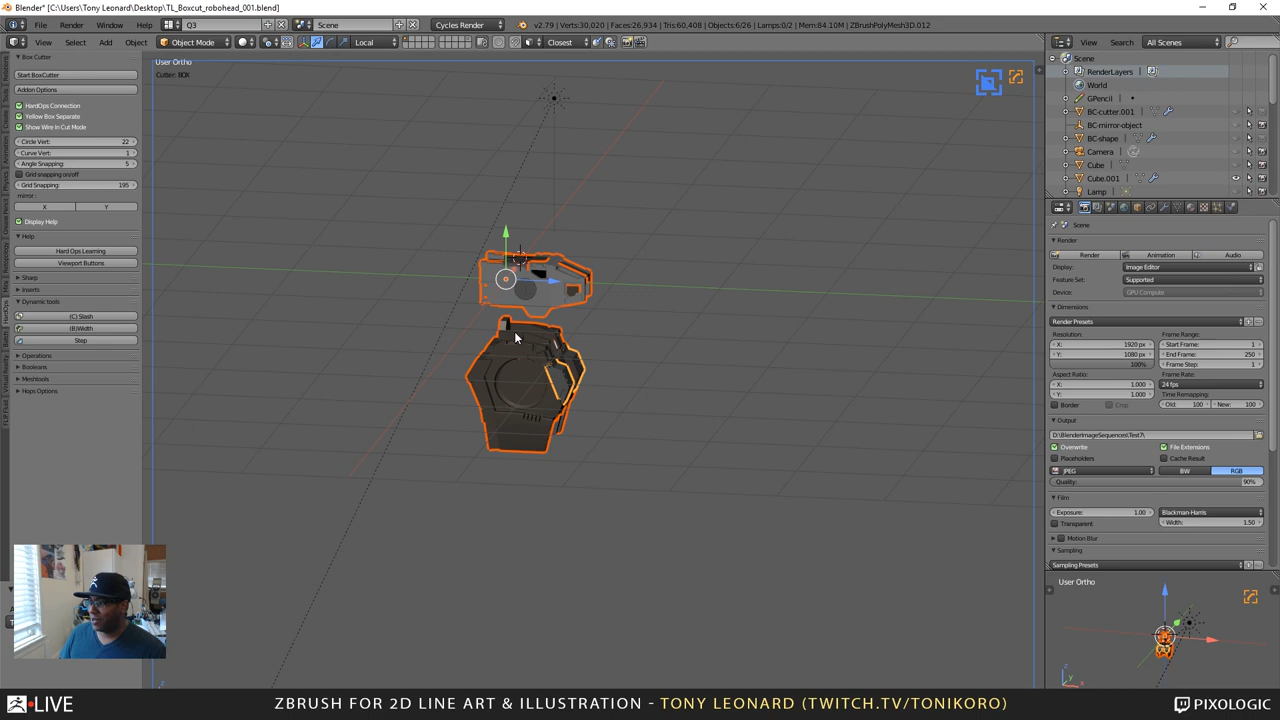 Blender* [C:\Users\Tony Leonard\Desktop\TL_Boxcut_robohead_001.blend]
File Render Window Help Q3 Scene Cycles Render v2.79 | Verts:30,020 | Faces:26,934 | Tris:60,408 | Objects:6/26 | Lamps:0/2 | Mem:84.10M | ZBrushPolyMesh3D.012
View Select Add Object Object Mode Local Closest
View Search All Scenes
Box Cutter
Start BoxCutter
Addon Options
HardOps Connection
Yellow Box Separate
Show Wire In Cut Mode
Circle Vert: 22
Curve Vert: 1
Angle Snapping: 5
Grid snapping on/off
Grid Snapping: 195
mirror :
X Y
Display Help
Help
Hard Ops Learning
Viewport Buttons
Sharp
Inserts
Dynamic tools
(C) Slash
(B)Width
Step
Operations
Booleans
Meshtools
Hops Options
User Ortho
Cutter: BOX
Scene
RenderLayers
World
GPencil
BC-cutter.001
BC-mirror-object
BC-shape
Camera
Cube
Cube.001
Lamp
Scene
Render
Render Animation Audio
Display: Image Editor
Feature Set: Supported
Device: GPU Compute
Dimensions
Render Presets
Resolution: Frame Range:
X: 1920 px Start Frame: 1
Y: 1080 px End Frame: 250
100% Frame Step: 1
Aspect Ratio: Frame Rate:
X: 1.000 24 fps
Y: 1.000 Time Remapping:
Border Crop Old: 100 New: 100
Output
D:\BlenderImageSequences\Test7\
Overwrite File Extensions
Placeholders Cache Result
JPEG BW RGB
Quality: 90%
Film
Exposure: 1.00 Blackman-Harris
Transparent Width: 1.50
Motion Blur
Sampling
Sampling Presets
User Ortho
LIVE ZBRUSH FOR 2D LINE ART & ILLUSTRATION - TONY LEONARD (TWITCH.TV/TONIKORO) PIXOLOGIC